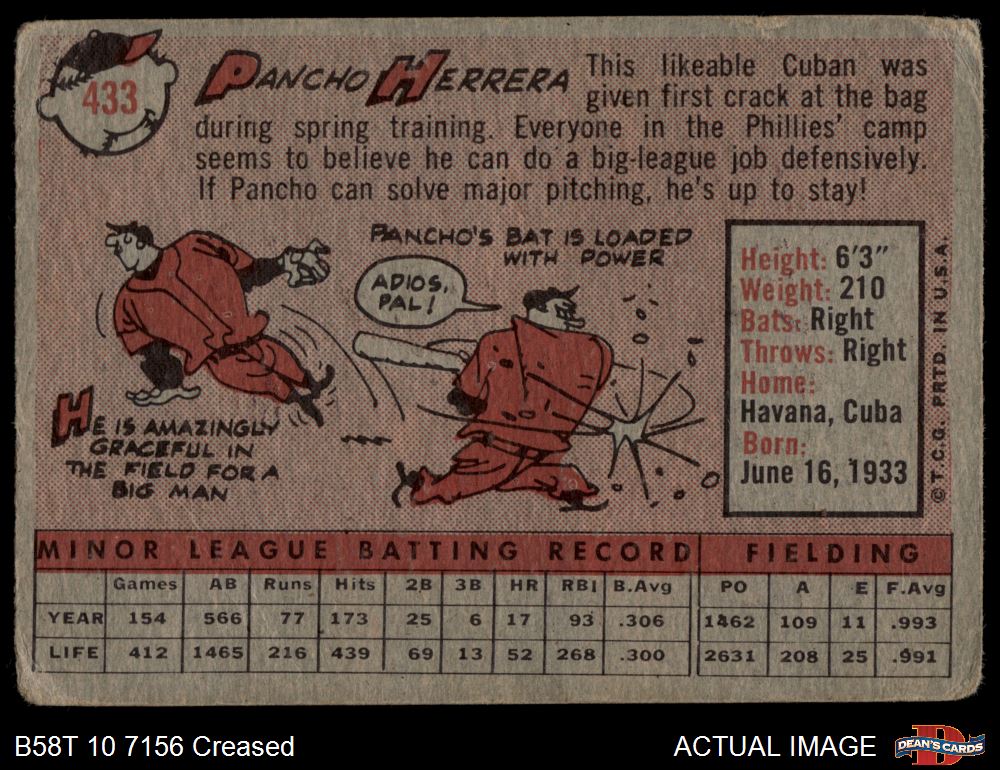 433
PANCHO HERRERA
This likeable Cuban was
given first crack at the bag
during spring training. Everyone in the Phillies' camp
seems to believe he can do a big-league job defensively.
If Pancho can solve major pitching, he's up to stay!
PANCHO'S BAT IS LOADED
WITH POWER
ADIOS,
PAL!
HE IS AMAZINGLY
GRACEFUL IN
THE FIELD FOR A
BIG MAN
Height: 6'3"
Weight: 210
Bats: Right
Throws: Right
Home:
Havana, Cuba
Born:
June 16, 1933
© T.C.G. PRTD. IN U.S.A.
MINOR LEAGUE BATTING RECORD FIELDING
Games AB Runs Hits 2B 3B HR RBI B.Avg PO A E F.Avg
YEAR 154 566 77 173 25 6 17 93 .306 1462 109 11 .993
LIFE 412 1465 216 439 69 13 52 268 .300 2631 208 25 .991
B58T 10 7156 Creased
ACTUAL IMAGE
DEAN'S CARDS